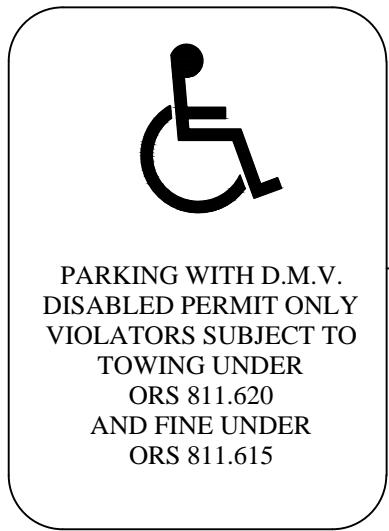 PARKING WITH D.M.V.
DISABLED PERMIT ONLY
VIOLATORS SUBJECT TO
TOWING UNDER
ORS 811.620
AND FINE UNDER
ORS 811.615